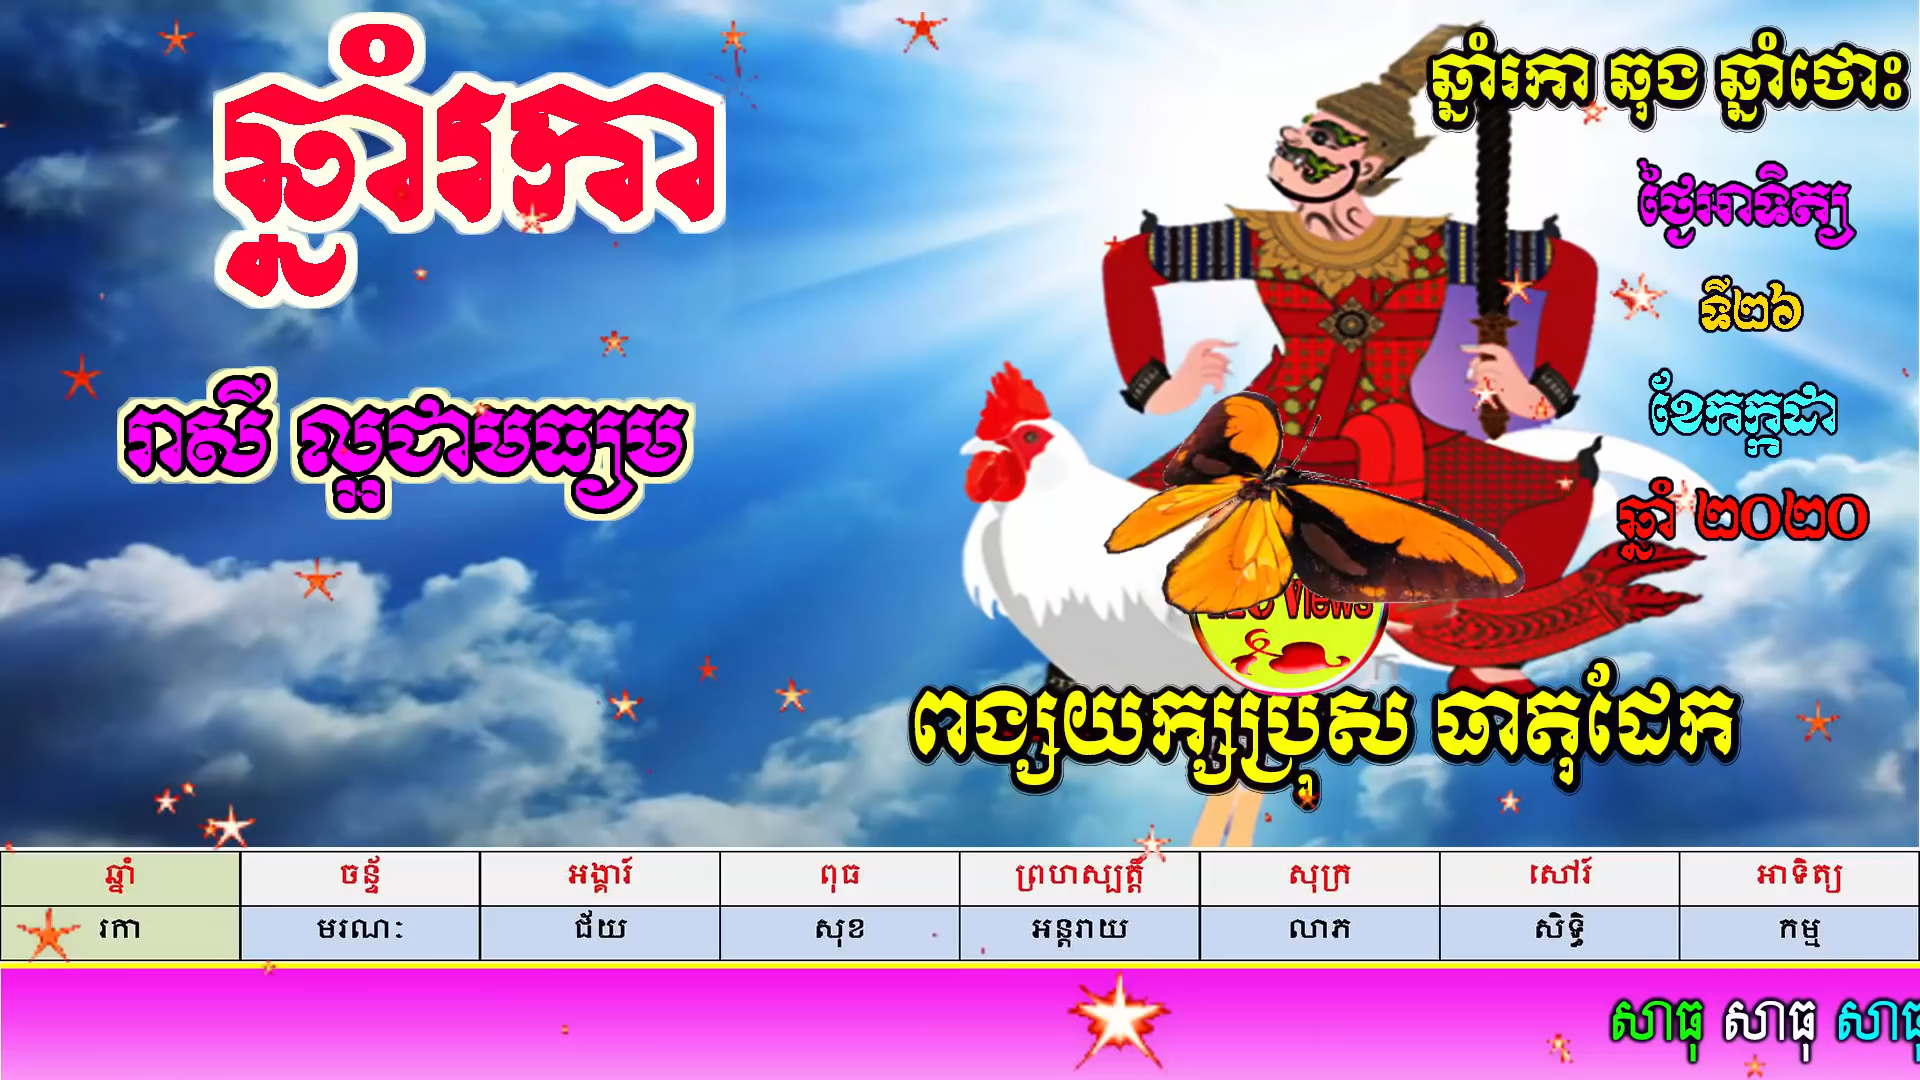 ឆ្នាំរកា
រាសី ល្អជាមធ្យម
ឆ្នាំរកា ឆុង ឆ្នាំថោះ
ថ្ងៃអាទិត្យ
ទី២៦
ខែកក្កដា
ឆ្នាំ ២០២០
Views
ពង្សយក្សប្រុស ធាតុដែក
ឆ្នាំ ចន្ទ័ អង្គារ៍ ពុធ ព្រហស្បត្តិ៍ សុក្រ សៅរ៍ អាទិត្យ
រកា មរណៈ ជ័យ សុខ អន្តរាយ លាភ សិទ្ធិ កម្ម
សាធុ សាធុ សាធុ